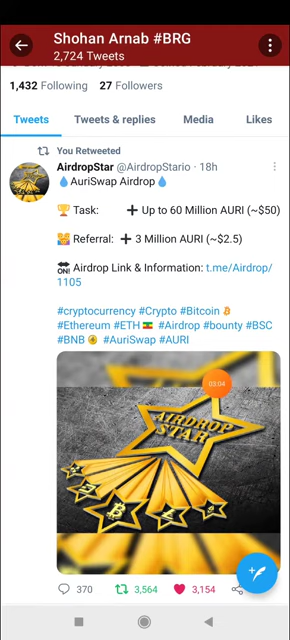 Shohan Arnab #BRG
2,724 Tweets
1,432 Following 27 Followers
Tweets Tweets & replies Media Likes
You Retweeted
AirdropStar @AirdropStario · 18h
💧AuriSwap Airdrop💧
🏆 Task: ➕ Up to 60 Million AURI (~$50)
Referral: ➕ 3 Million AURI (~$2.5)
🔛 Airdrop Link & Information: t.me/Airdrop/
1105
#cryptocurrency #Crypto #Bitcoin
#Ethereum #ETH #Airdrop #bounty #BSC
#BNB #AuriSwap #AURI
03:04
AIRDROP
STAR
370 3,564 3,154